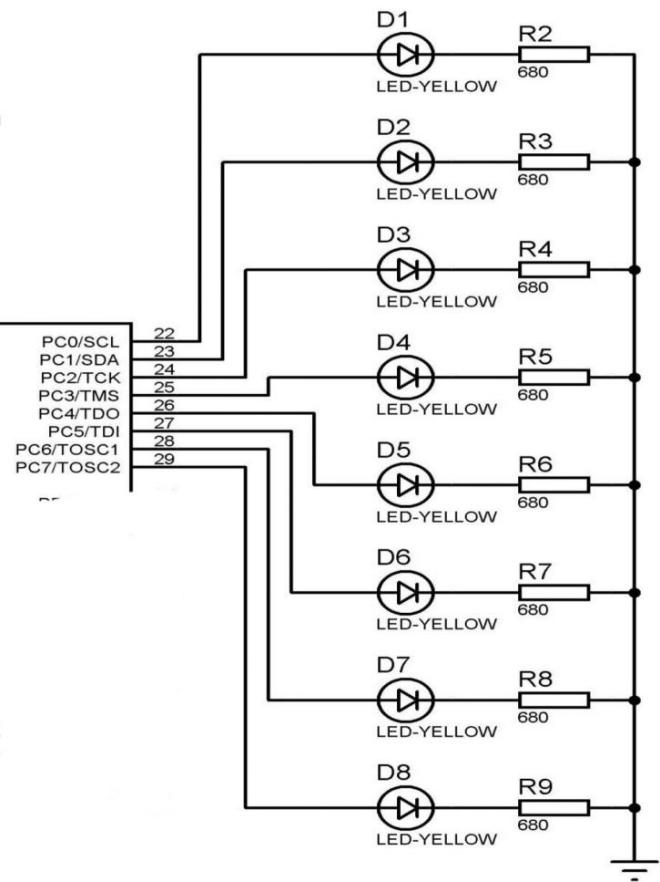 D1
R2
680
LED-YELLOW
D2
R3
680
LED-YELLOW
D3
R4
680
LED-YELLOW
PC0/SCL 22
PC1/SDA 23
PC2/TCK 24
PC3/TMS 25
PC4/TDO 26
PC5/TDI 27
PC6/TOSC1 28
PC7/TOSC2 29
D4
R5
680
LED-YELLOW
D5
R6
680
LED-YELLOW
D6
R7
680
LED-YELLOW
D7
R8
680
LED-YELLOW
D8
R9
680
LED-YELLOW